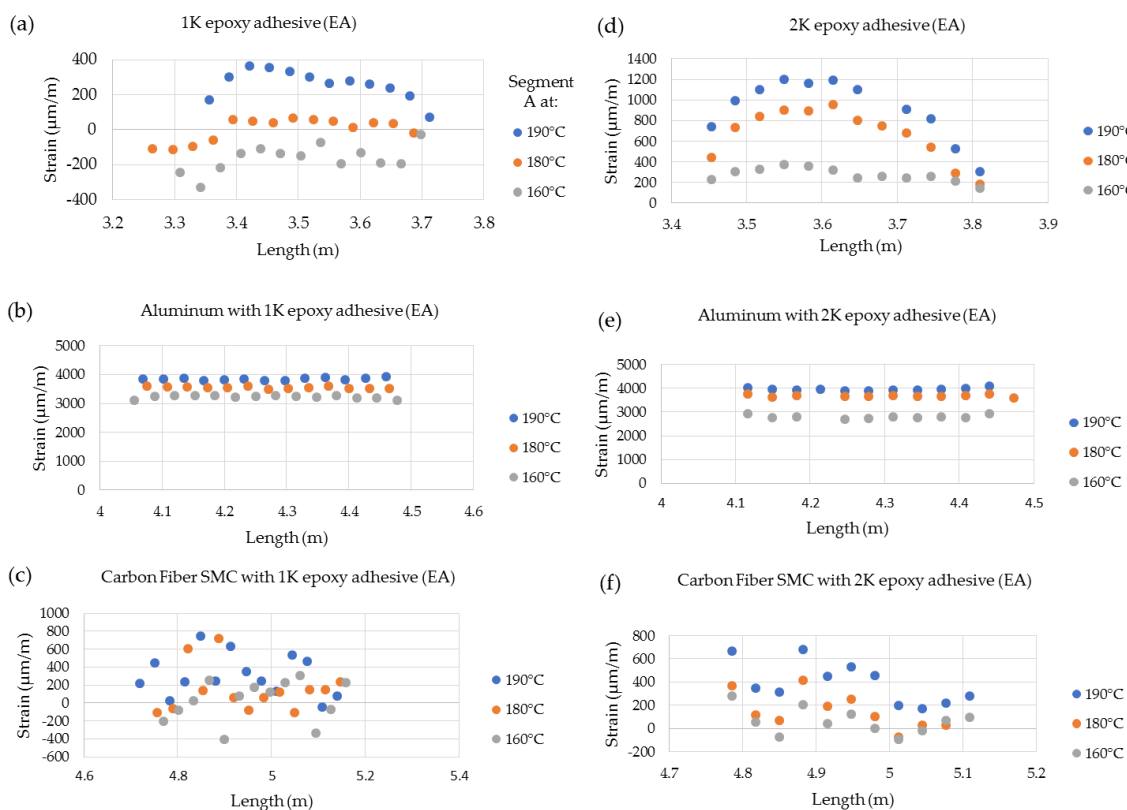 (a)
1K epoxy adhesive (EA)
400
200
0
-200
-400
3.2
3.3
3.4
3.5
3.6
3.7
3.8
Strain (µm/m)
Length (m)
Segment
A at:
190°C
180°C
160°C
(d)
2K epoxy adhesive (EA)
1400
1200
1000
800
600
400
200
0
3.4
3.5
3.6
3.7
3.8
3.9
Strain (µm/m)
Length (m)
190°C
180°C
160°C
(b)
Aluminum with 1K epoxy adhesive (EA)
5000
4000
3000
2000
1000
0
4
4.1
4.2
4.3
4.4
4.5
4.6
Strain (µm/m)
Length (m)
190°C
180°C
160°C
(e)
Aluminum with 2K epoxy adhesive (EA)
5000
4000
3000
2000
1000
0
4
4.1
4.2
4.3
4.4
4.5
Strain (µm/m)
Length (m)
190°C
180°C
160°C
(c)
Carbon Fiber SMC with 1K epoxy adhesive (EA)
1000
800
600
400
200
0
-200
-400
-600
4.6
4.8
5
5.2
5.4
Strain (µm/m)
Length (m)
190°C
180°C
160°C
(f)
Carbon Fiber SMC with 2K epoxy adhesive (EA)
800
600
400
200
0
-200
4.7
4.8
4.9
5
5.1
5.2
Strain (µm/m)
Length (m)
190°C
180°C
160°C